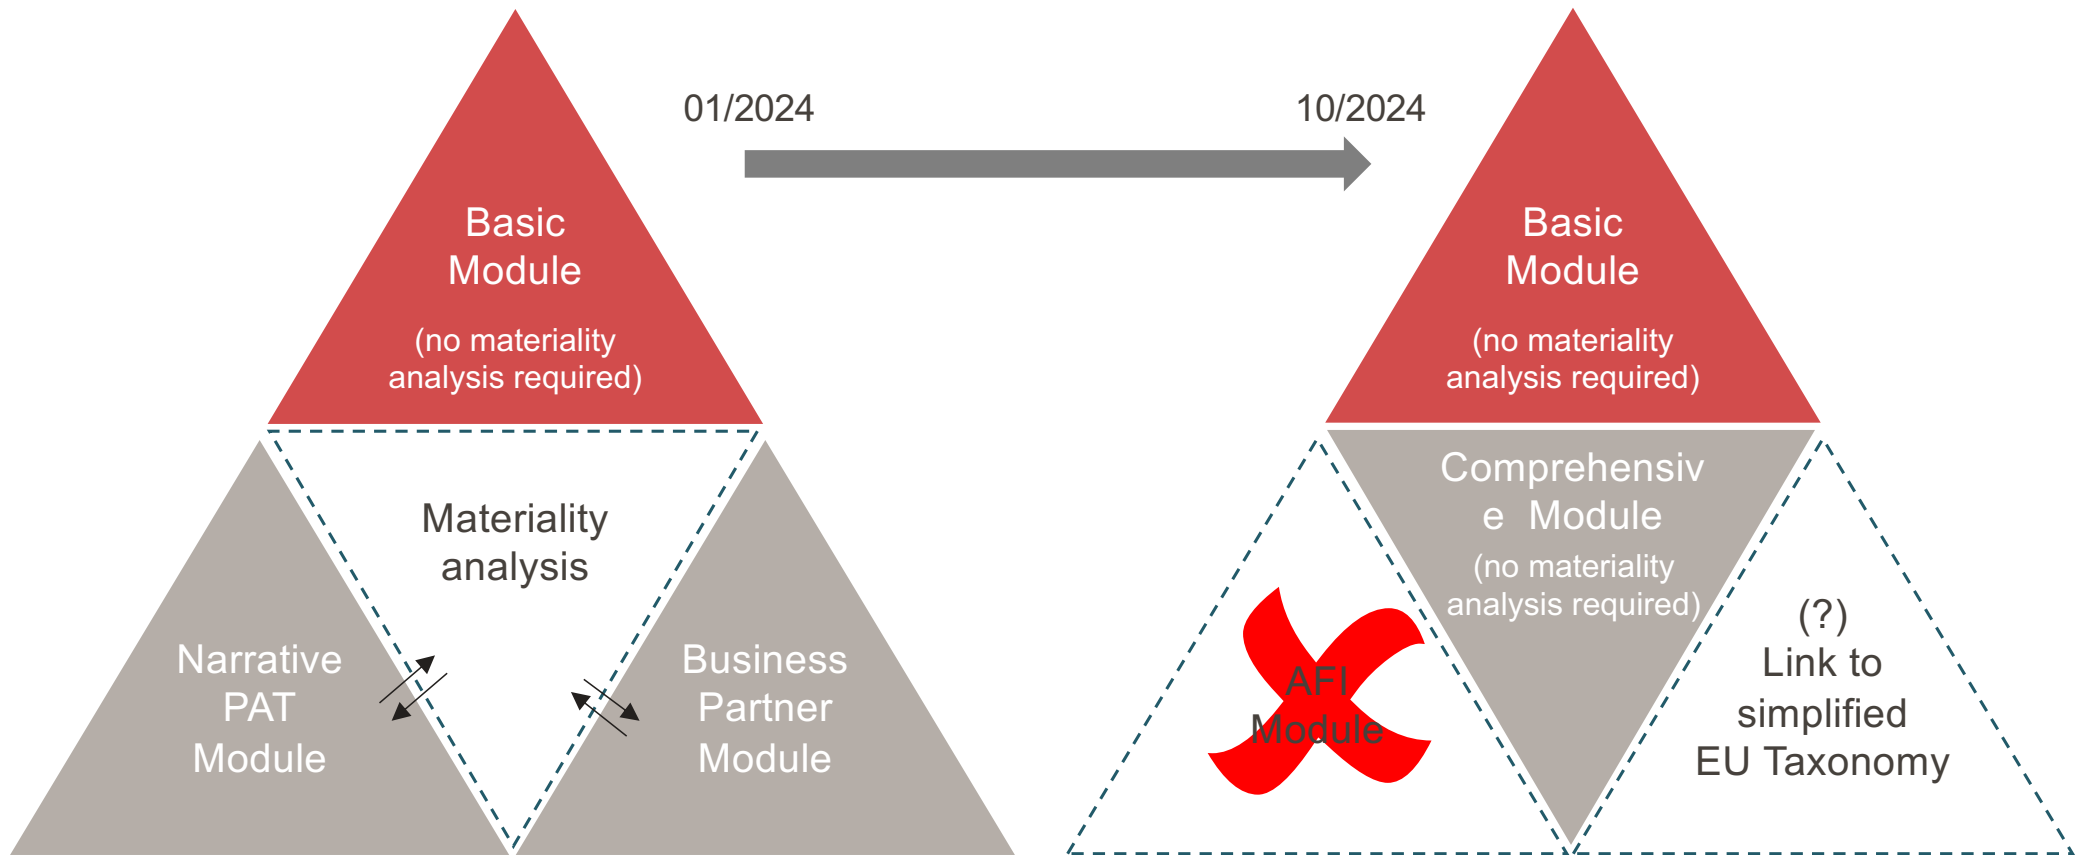 01/2024
10/2024
Basic
Module
(no materiality
analysis required)
Materiality
analysis
Narrative
PAT
Module
Business
Partner
Module
Basic
Module
(no materiality
analysis required)
Comprehensiv
e Module
(no materiality
analysis required)
AFI
Module
(?)
Link to
simplified
EU Taxonomy